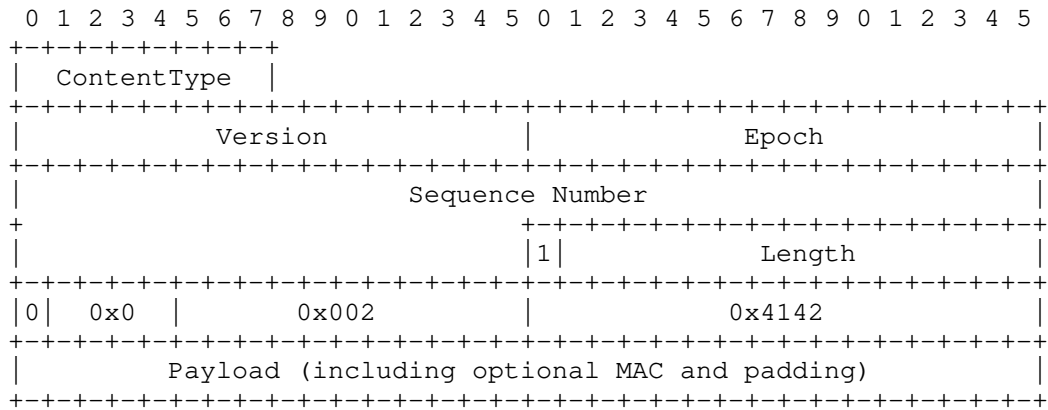 0 1 2 3 4 5 6 7 8 9 0 1 2 3 4 5 0 1 2 3 4 5 6 7 8 9 0 1 2 3 4 5
+-+-+-+-+-+-+-+-+
| ContentType |
+-+-+-+-+-+-+-+-+-+-+-+-+-+-+-+-+-+-+-+-+-+-+-+-+-+-+-+-+-+-+-+-+
| Version | Epoch |
+-+-+-+-+-+-+-+-+-+-+-+-+-+-+-+-+-+-+-+-+-+-+-+-+-+-+-+-+-+-+-+-+
| Sequence Number |
+ +-+-+-+-+-+-+-+-+-+-+-+-+-+-+-+-+
| |1| Length |
+-+-+-+-+-+-+-+-+-+-+-+-+-+-+-+-+-+-+-+-+-+-+-+-+-+-+-+-+-+-+-+-+
|0| 0x0 | 0x002 | 0x4142 |
+-+-+-+-+-+-+-+-+-+-+-+-+-+-+-+-+-+-+-+-+-+-+-+-+-+-+-+-+-+-+-+-+
| Payload (including optional MAC and padding) |
+-+-+-+-+-+-+-+-+-+-+-+-+-+-+-+-+-+-+-+-+-+-+-+-+-+-+-+-+-+-+-+-+